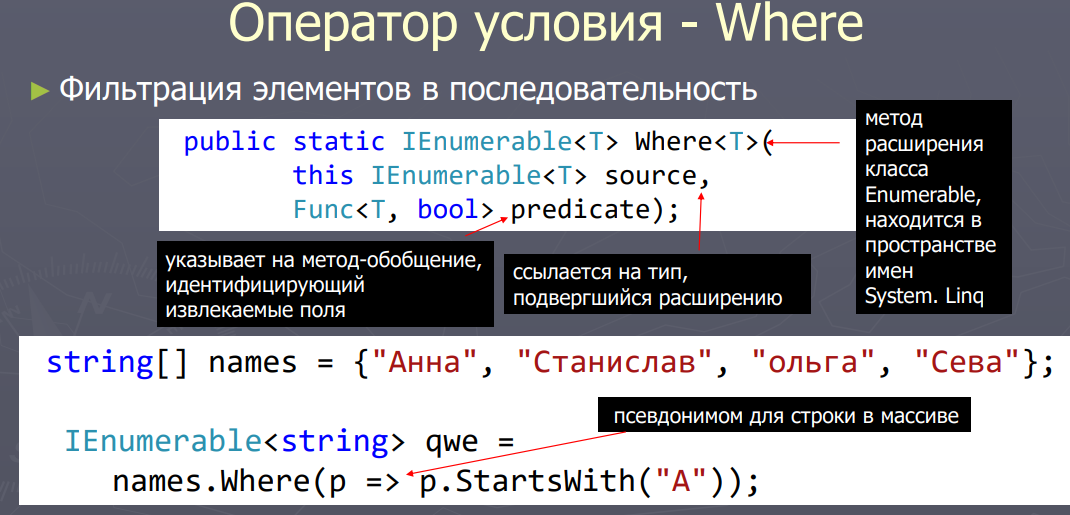 Оператор условия - Where
► Фильтрация элементов в последовательность
public static IEnumerable<T> Where<T>(
this IEnumerable<T> source,
Func<T, bool> predicate);
метод
расширения
класса
Enumerable,
находится в
пространстве
имен
System. Linq
указывает на метод-обобщение,
идентифицирующий
извлекаемые поля
ссылается на тип,
подвергшийся расширению
string[] names = {"Анна", "Станислав", "ольга", "Сева"};
псевдонимом для строки в массиве
IEnumerable<string> qwe =
names.Where(p => p.StartsWith("А"));